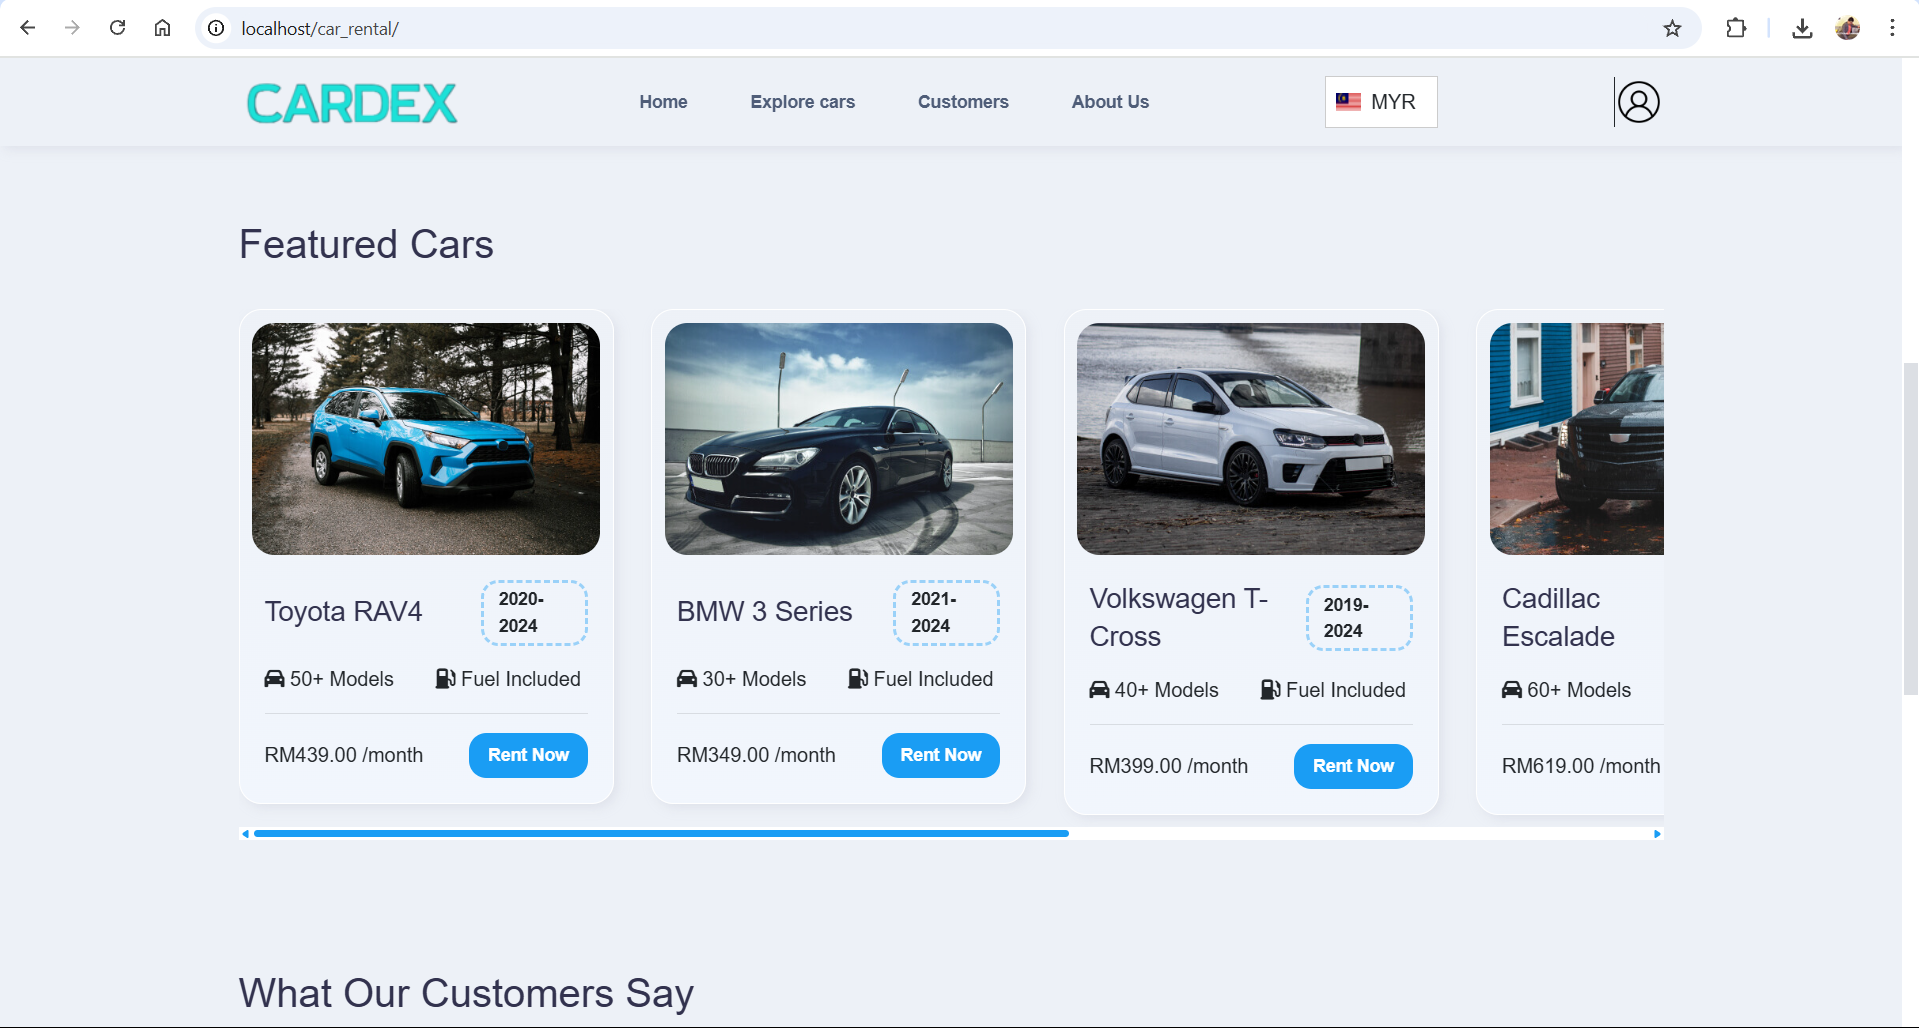 localhost/car_rental/
CARDEX
Home
Explore cars
Customers
About Us
MYR
Featured Cars
Toyota RAV4
2020-
2024
50+ Models
Fuel Included
RM439.00 /month
Rent Now
BMW 3 Series
2021-
2024
30+ Models
Fuel Included
RM349.00 /month
Rent Now
Volkswagen T-
Cross
2019-
2024
40+ Models
Fuel Included
RM399.00 /month
Rent Now
Cadillac
Escalade
60+ Models
RM619.00 /month
What Our Customers Say